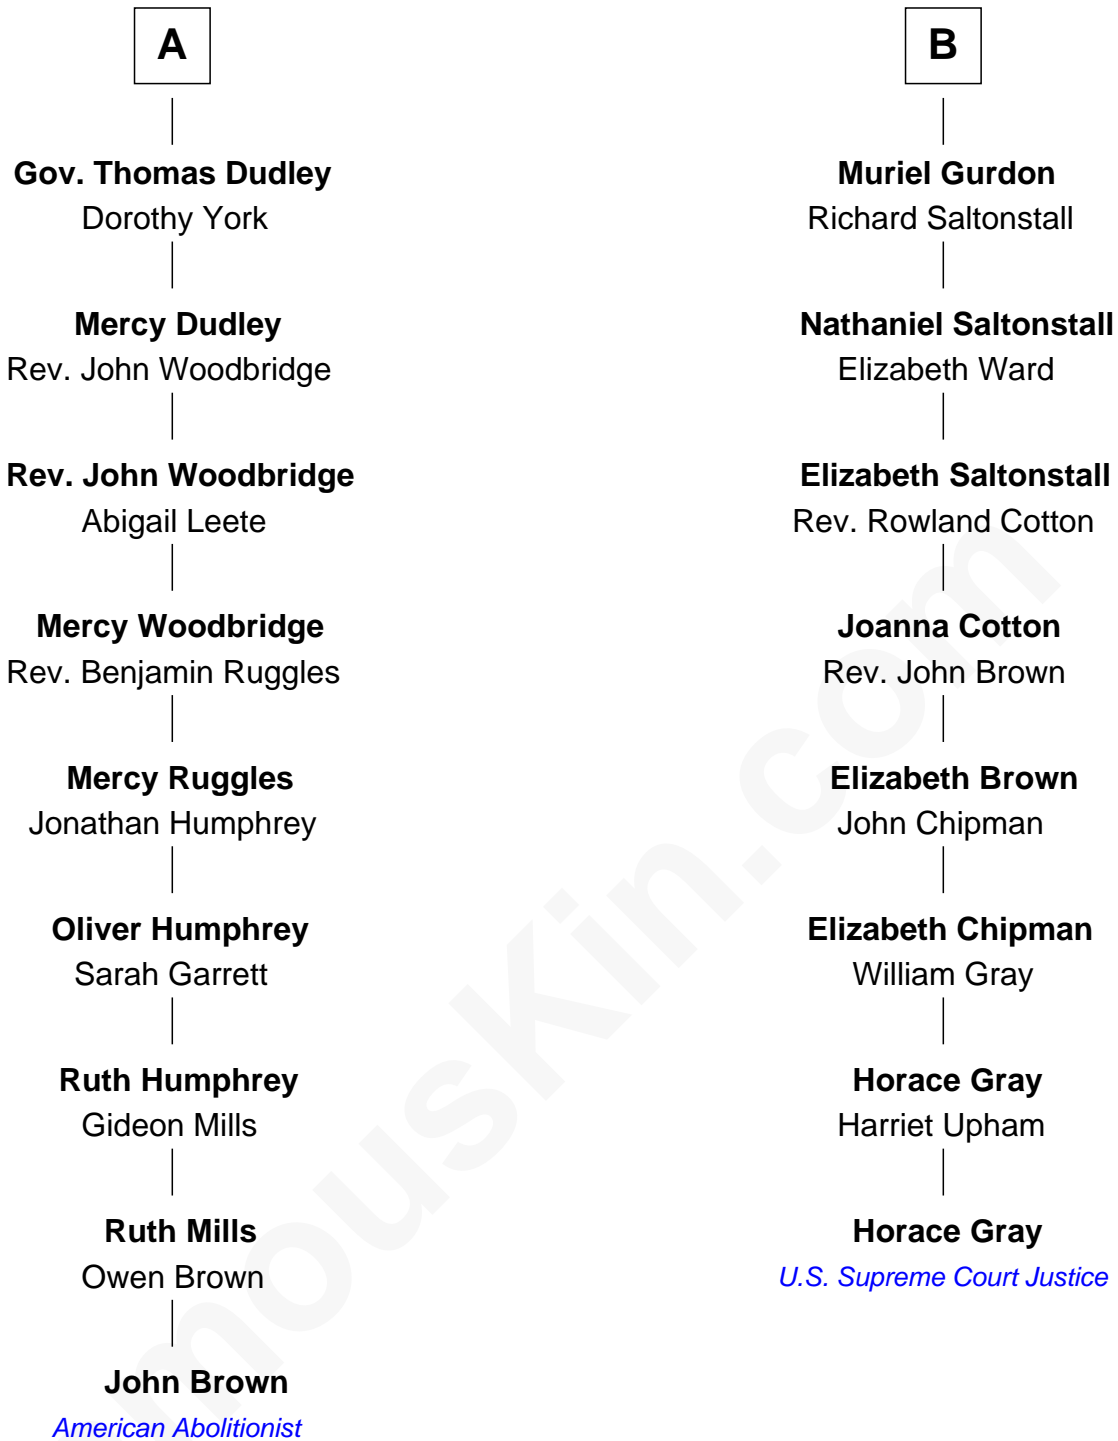 A
Gov. Thomas Dudley
Dorothy York
Mercy Dudley
Rev. John Woodbridge
Rev. John Woodbridge
Abigail Leete
Mercy Woodbridge
Rev. Benjamin Ruggles
Mercy Ruggles
Jonathan Humphrey
Oliver Humphrey
Sarah Garrett
Ruth Humphrey
Gideon Mills
Ruth Mills
Owen Brown
John Brown
American Abolitionist
B
Muriel Gurdon
Richard Saltonstall
Nathaniel Saltonstall
Elizabeth Ward
Elizabeth Saltonstall
Rev. Rowland Cotton
Joanna Cotton
Rev. John Brown
Elizabeth Brown
John Chipman
Elizabeth Chipman
William Gray
Horace Gray
Harriet Upham
Horace Gray
U.S. Supreme Court Justice
mousKin.com